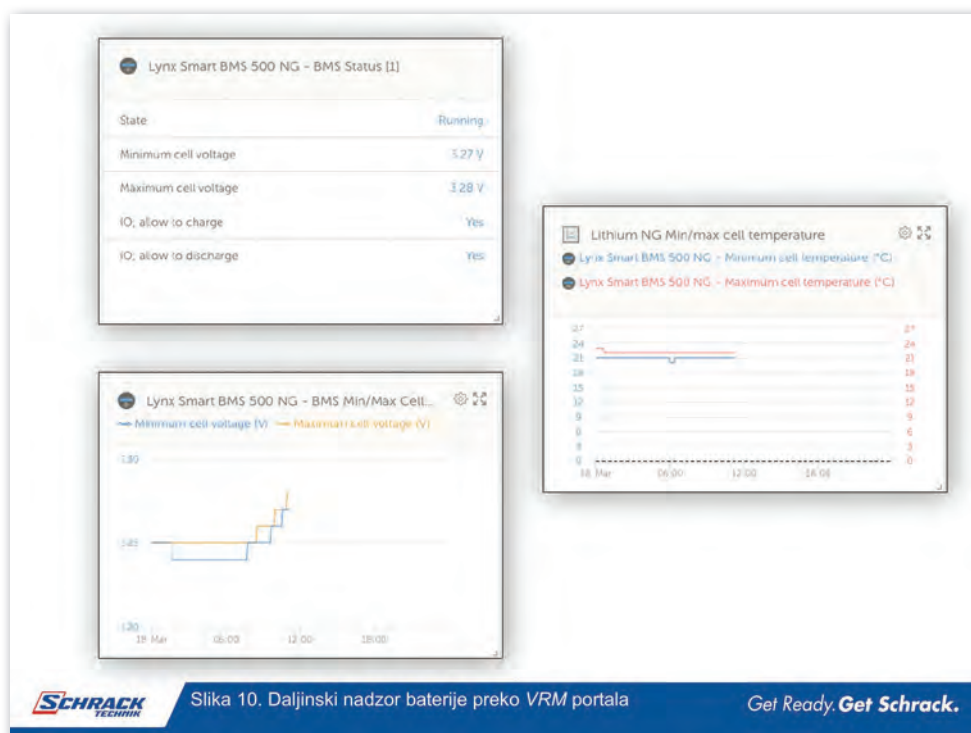 Lynx Smart BMS 500 NG - BMS Status [1]
State Running
Minimum cell voltage 3.27 V
Maximum cell voltage 3.28 V
IO; allow to charge Yes
IO; allow to discharge Yes
Lithium NG Min/max cell temperature
Lynx Smart BMS 500 NG - Minimum cell temperature (°C)
Lynx Smart BMS 500 NG - Maximum cell temperature (°C)
27 27
24 24
21 21
18 18
15 15
12 12
9 9
6 6
3 3
0 0
18 Mar 06:00 12:00 18:00
Lynx Smart BMS 500 NG - BMS Min/Max Cell...
Minimum cell voltage (V) Maximum cell voltage (V)
3.30
3.25
3.20
18 Mar 06:00 12:00 18:00
SCHRACK
TECHNIK
Slika 10. Daljinski nadzor baterije preko VRM portala
Get Ready. Get Schrack.